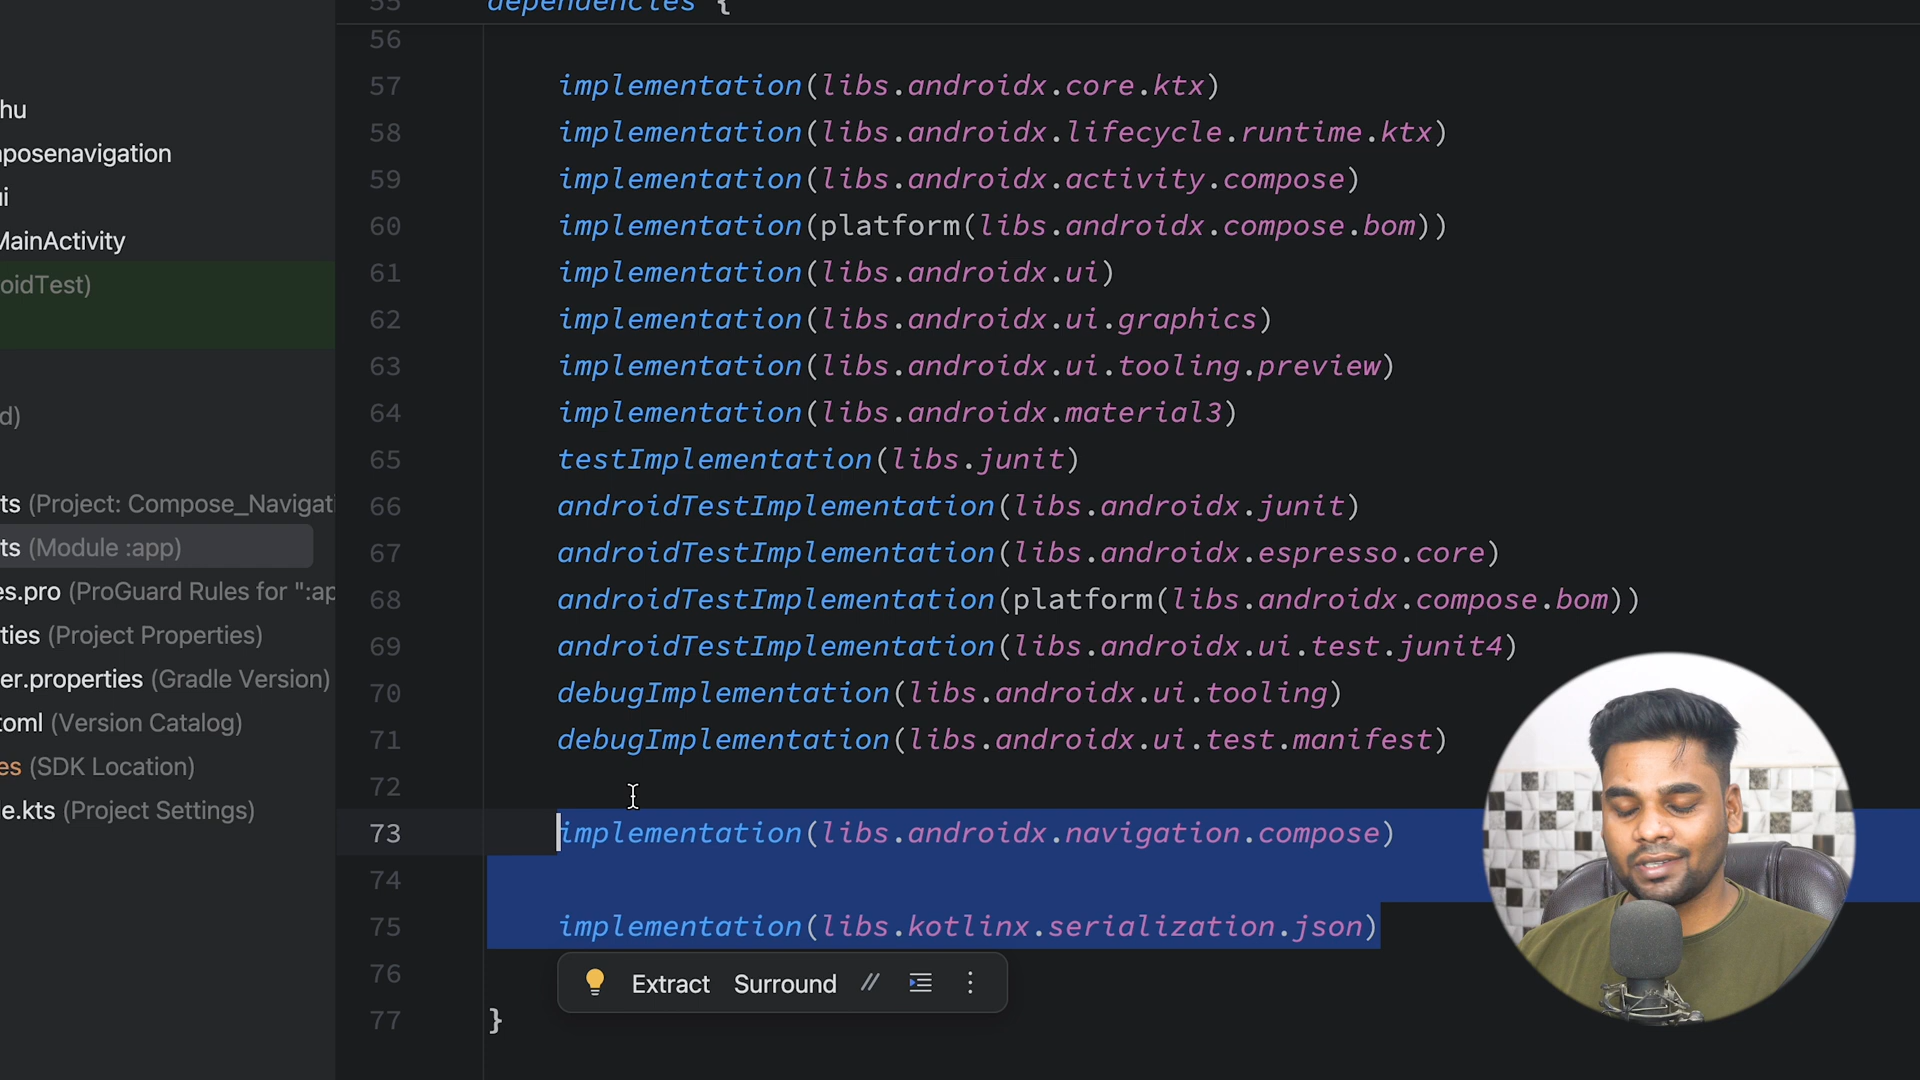 55 dependencies {
56
57 implementation(libs.androidx.core.ktx)
58 implementation(libs.androidx.lifecycle.runtime.ktx)
59 implementation(libs.androidx.activity.compose)
60 implementation(platform(libs.androidx.compose.bom))
61 implementation(libs.androidx.ui)
62 implementation(libs.androidx.ui.graphics)
63 implementation(libs.androidx.ui.tooling.preview)
64 implementation(libs.androidx.material3)
65 testImplementation(libs.junit)
66 androidTestImplementation(libs.androidx.junit)
67 androidTestImplementation(libs.androidx.espresso.core)
68 androidTestImplementation(platform(libs.androidx.compose.bom))
69 androidTestImplementation(libs.androidx.ui.test.junit4)
70 debugImplementation(libs.androidx.ui.tooling)
71 debugImplementation(libs.androidx.ui.test.manifest)
72
73 implementation(libs.androidx.navigation.compose)
74
75 implementation(libs.kotlinx.serialization.json)
76
Extract Surround //
77 }
hu
posenavigation
i
MainActivity
oidTest)
d)
ts (Project: Compose_Navigati
ts (Module :app)
es.pro (ProGuard Rules for ":ap
ties (Project Properties)
er.properties (Gradle Version)
toml (Version Catalog)
es (SDK Location)
e.kts (Project Settings)